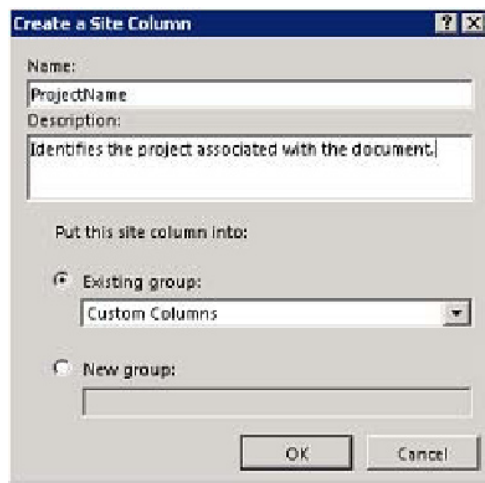 Create a Site Column
Name:
ProjectName
Description:
Identifies the project associated with the document.
Put this site column into:
Existing group:
Custom Columns
New group:
OK
Cancel